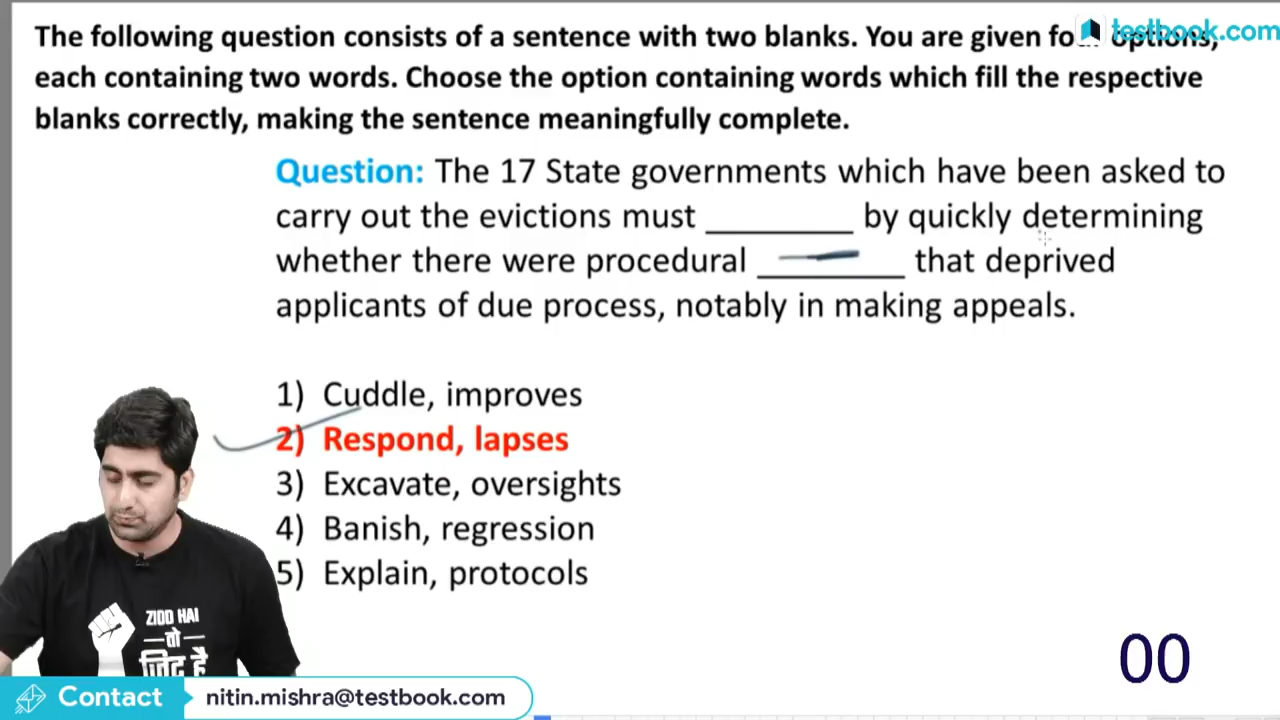 The following question consists of a sentence with two blanks. You are given four options,
testbook.com
each containing two words. Choose the option containing words which fill the respective
blanks correctly, making the sentence meaningfully complete.
Question: The 17 State governments which have been asked to
carry out the evictions must _________ by quickly determining
whether there were procedural _________ that deprived
applicants of due process, notably in making appeals.
1) Cuddle, improves
2) Respond, lapses
3) Excavate, oversights
4) Banish, regression
5) Explain, protocols
ZIDD HAI
तो
ज़िद है
00
Contact nitin.mishra@testbook.com